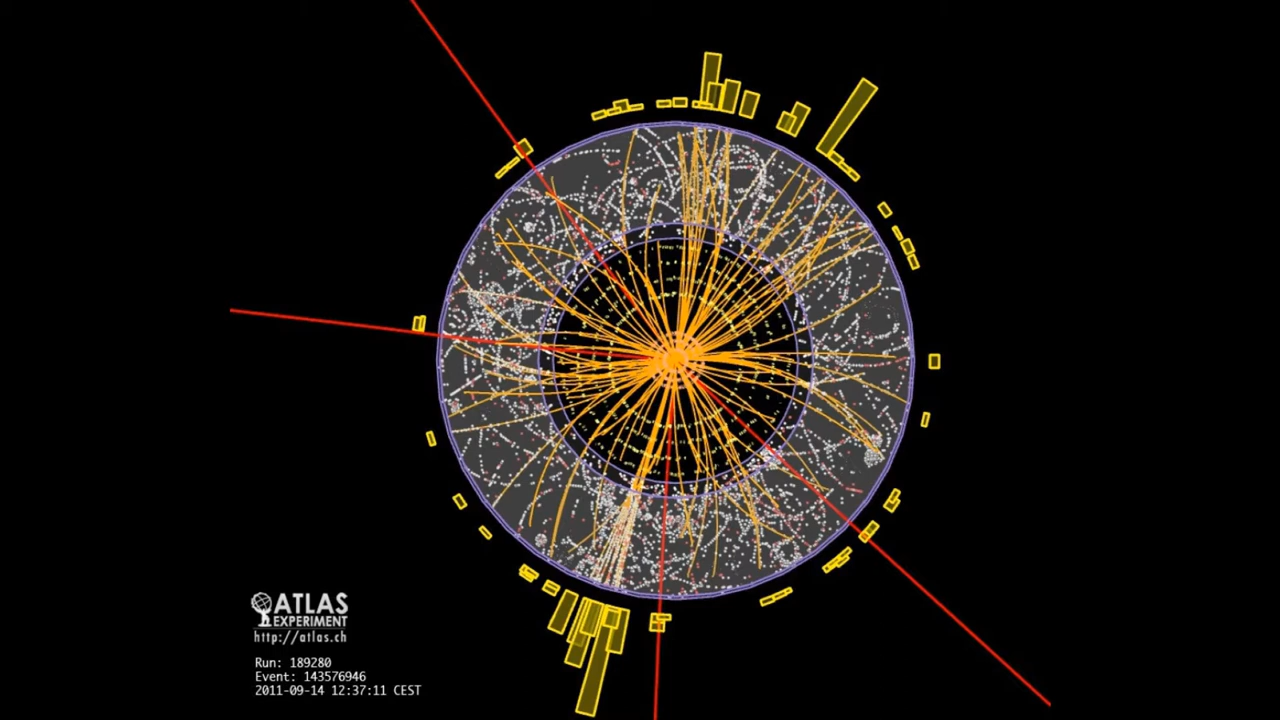 ATLAS
EXPERIMENT
http://atlas.ch
Run: 189280
Event: 143576946
2011-09-14 12:37:11 CEST